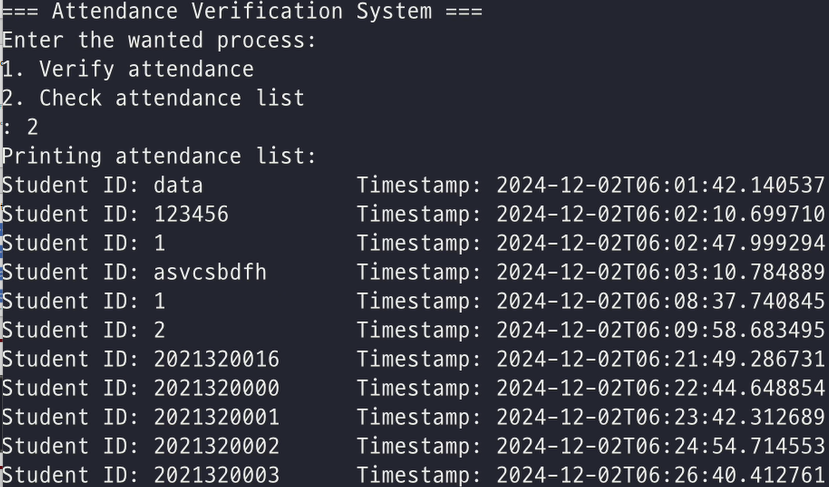 === Attendance Verification System ===
Enter the wanted process:
1. Verify attendance
2. Check attendance list
: 2
Printing attendance list:
Student ID: data Timestamp: 2024-12-02T06:01:42.140537
Student ID: 123456 Timestamp: 2024-12-02T06:02:10.699710
Student ID: 1 Timestamp: 2024-12-02T06:02:47.999294
Student ID: asvcsbdfh Timestamp: 2024-12-02T06:03:10.784889
Student ID: 1 Timestamp: 2024-12-02T06:08:37.740845
Student ID: 2 Timestamp: 2024-12-02T06:09:58.683495
Student ID: 2021320016 Timestamp: 2024-12-02T06:21:49.286731
Student ID: 2021320000 Timestamp: 2024-12-02T06:22:44.648854
Student ID: 2021320001 Timestamp: 2024-12-02T06:23:42.312689
Student ID: 2021320002 Timestamp: 2024-12-02T06:24:54.714553
Student ID: 2021320003 Timestamp: 2024-12-02T06:26:40.412761